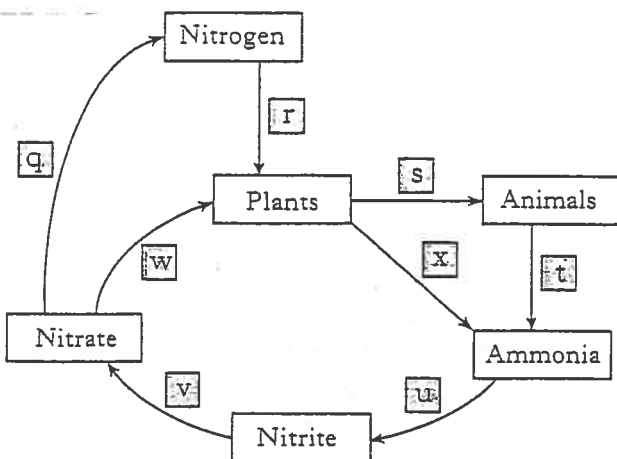 Nitrogen
r
q
s
Plants
Animals
w
x
t
Nitrate
Ammonia
v
u
Nitrite